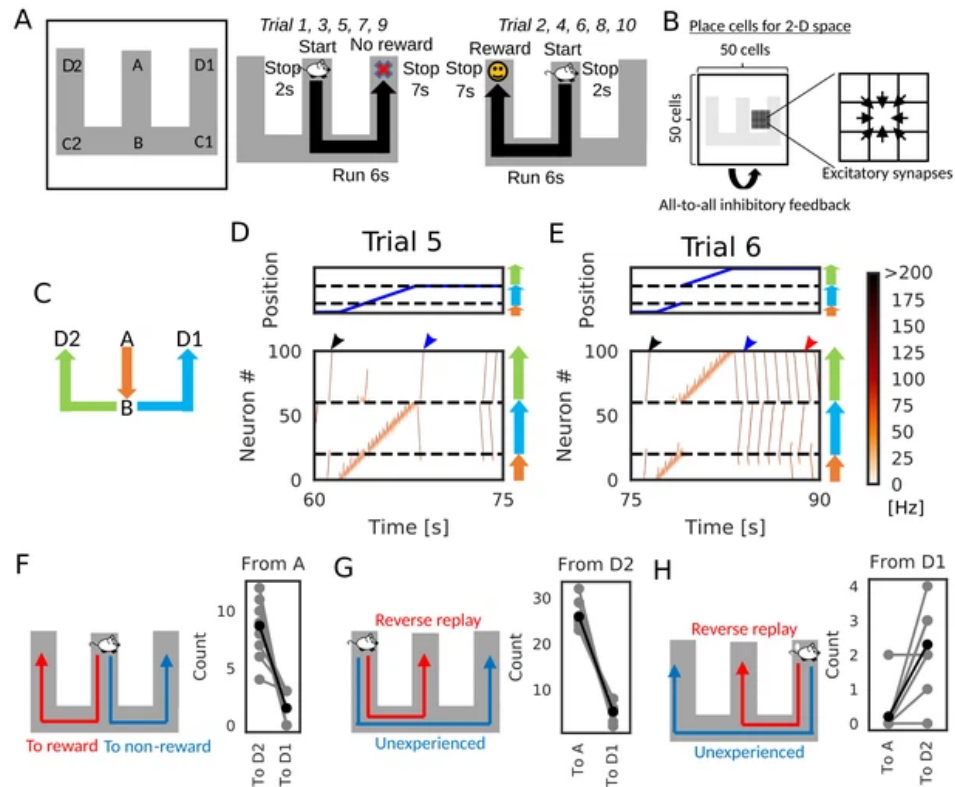 A
D2
A
D1
C2
B
C1
Trial 1, 3, 5, 7, 9
Start
No reward
Stop
2s
Stop
7s
Run 6s
Trial 2, 4, 6, 8, 10
Reward
Start
Stop
7s
Stop
2s
Run 6s
B
Place cells for 2-D space
50 cells
50 cells
Excitatory synapses
All-to-all inhibitory feedback
C
D2
A
D1
B
D
Trial 5
Position
Neuron #
100
50
0
60
75
Time [s]
E
Trial 6
Position
Neuron #
100
50
0
75
90
Time [s]
>200
175
150
125
100
75
50
25
0
[Hz]
F
To reward
To non-reward
From A
Count
10
5
0
To D2
To D1
G
Reverse replay
Unexperienced
From D2
Count
30
20
10
To A
To D1
H
Reverse replay
Unexperienced
From D1
Count
4
3
2
1
0
To A
To D2